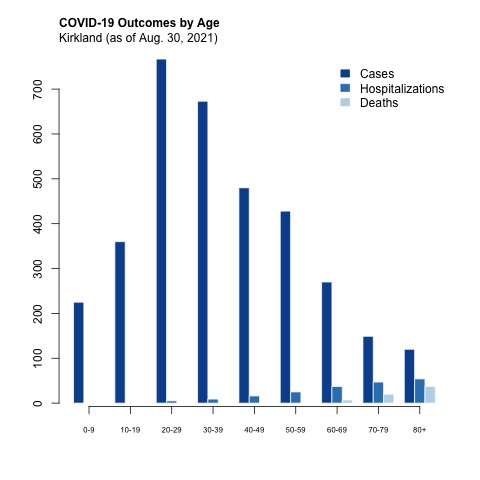 COVID-19 Outcomes by Age
Kirkland (as of Aug. 30, 2021)
Cases
Hospitalizations
Deaths
700
600
500
400
300
200
100
0
0-9 10-19 20-29 30-39 40-49 50-59 60-69 70-79 80+